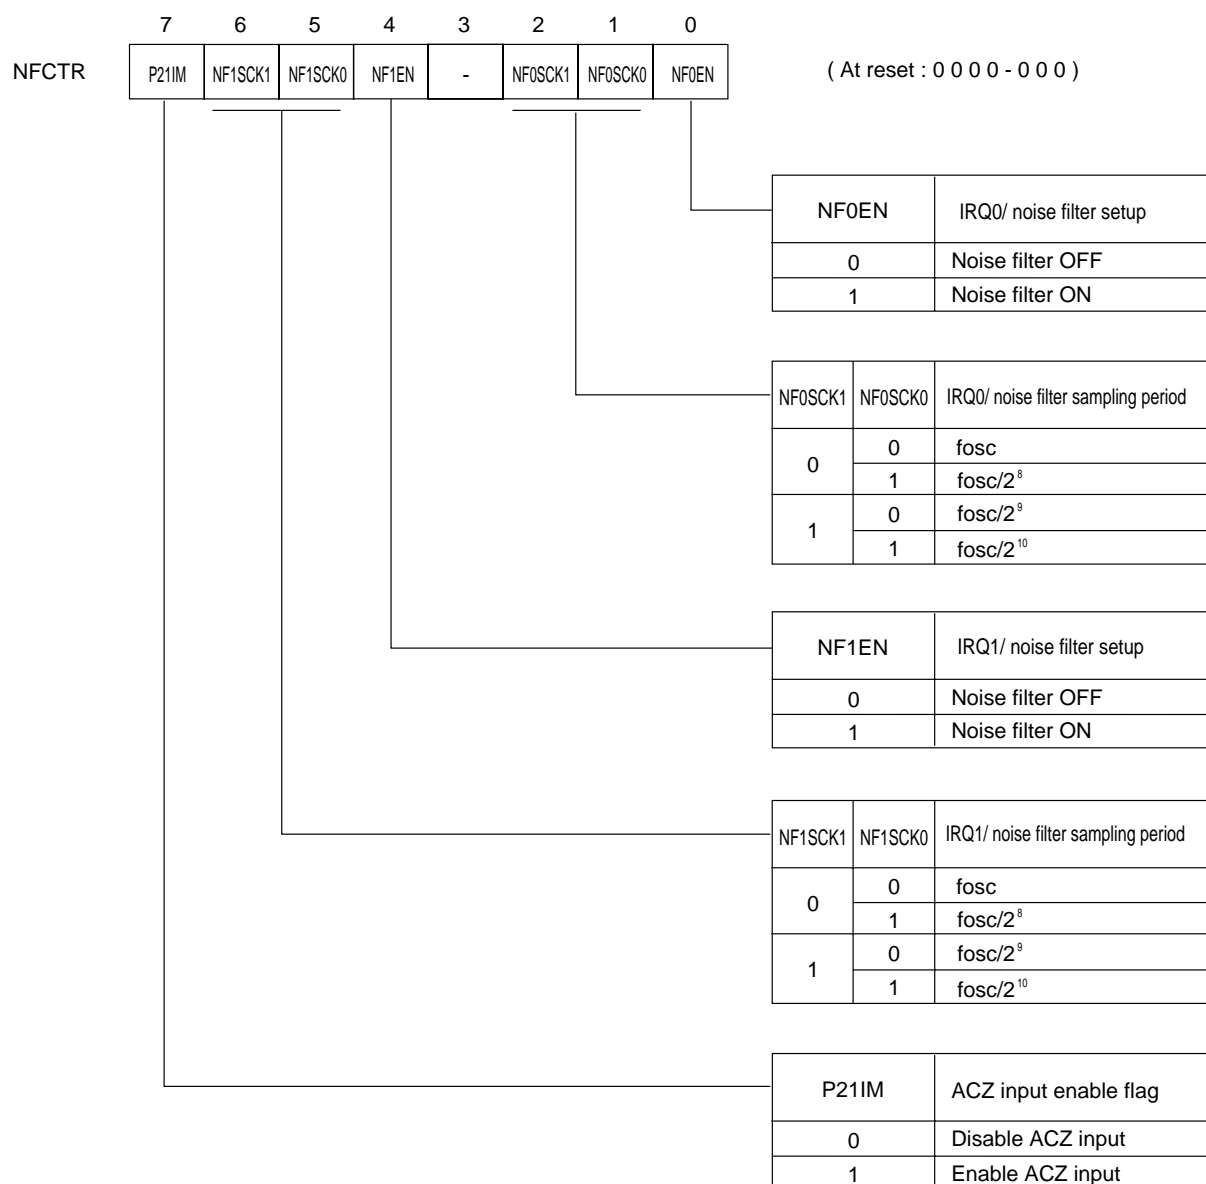 7 6 5 4 3 2 1 0
NFCTR P21IM NF1SCK1 NF1SCK0 NF1EN - NF0SCK1 NF0SCK0 NF0EN ( At reset : 0 0 0 0 - 0 0 0 )
NF0EN IRQ0/ noise filter setup
0 Noise filter OFF
1 Noise filter ON
NF0SCK1 NF0SCK0 IRQ0/ noise filter sampling period
0 0 fosc
1 fosc/2⁸
1 0 fosc/2⁹
1 fosc/2¹⁰
NF1EN IRQ1/ noise filter setup
0 Noise filter OFF
1 Noise filter ON
NF1SCK1 NF1SCK0 IRQ1/ noise filter sampling period
0 0 fosc
1 fosc/2⁸
1 0 fosc/2⁹
1 fosc/2¹⁰
P21IM ACZ input enable flag
0 Disable ACZ input
1 Enable ACZ input